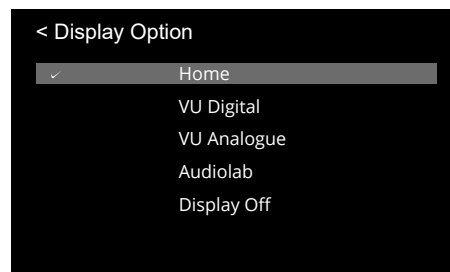 < Display Option
✓ Home
VU Digital
VU Analogue
Audiolab
Display Off